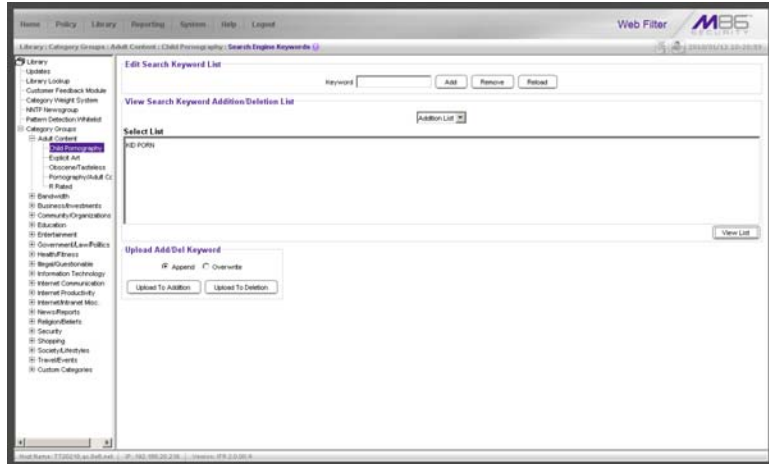 Home Policy Library Reporting System Help Logout
Web Filter
M86
SECURITY
Library : Category Groups : Adult Content : Child Pornography : Search Engine Keywords
Library
Updates
Library Lookup
Customer Feedback Module
Category Weight System
NNTP Newsgroup
Pattern Detection Whitelist
Category Groups
Adult Content
Child Pornography
Explicit Art
Obscene/Tasteless
Pornography/Adult Co
R Rated
Bandwidth
Business/Investments
Community/Organizations
Education
Entertainment
Government/Law/Politics
Health/Fitness
Illegal/Questionable
Information Technology
Internet Communication
Internet Productivity
Internet/Intranet Misc.
News/Reports
Religion/Beliefs
Security
Shopping
Society/Lifestyles
Travel/Events
Custom Categories
Edit Search Keyword List
Keyword Add Remove Reload
View Search Keyword Addition/Deletion List
Addition List
Select List
KID PORN
View List
Upload Add/Del Keyword
Append Overwrite
Upload To Addition Upload To Deletion
Host Name: IP: Version: